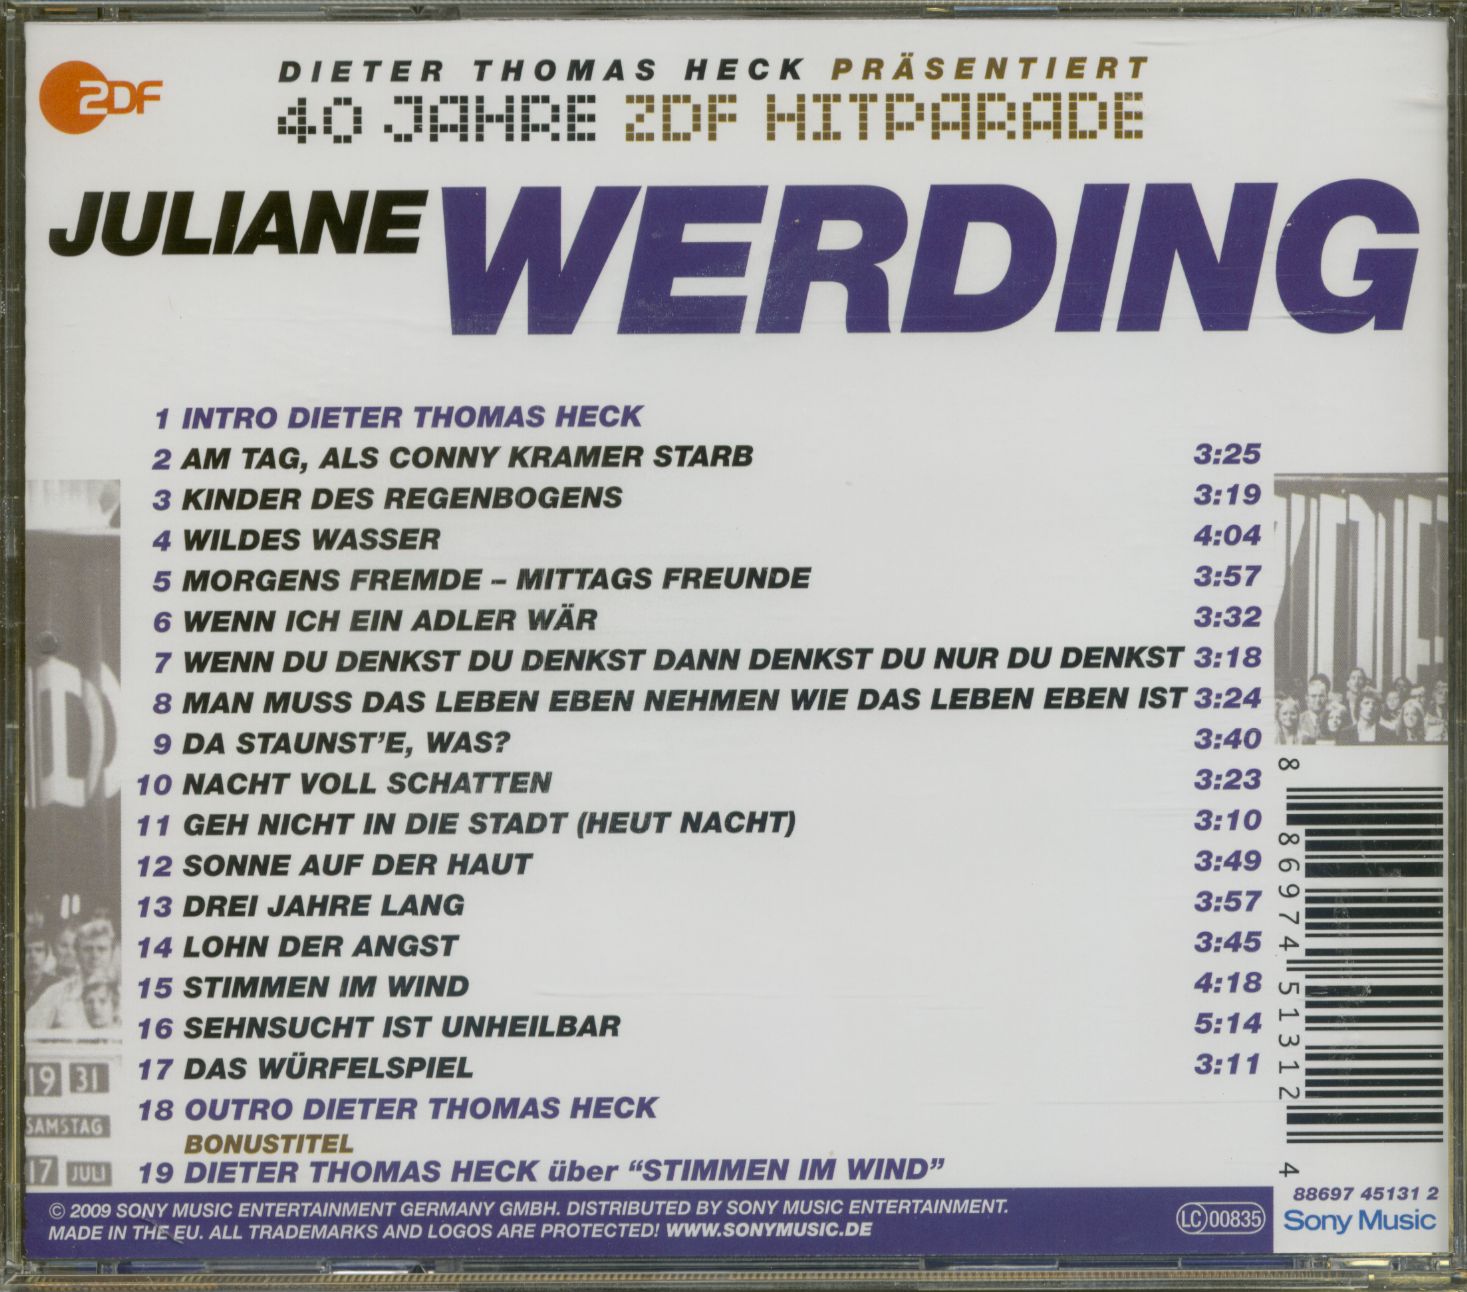 ZDF
DIETER THOMAS HECK PRÄSENTIERT
40 JAHRE ZDF HITPARADE
JULIANE WERDING
1 INTRO DIETER THOMAS HECK
2 AM TAG, ALS CONNY KRAMER STARB 3:25
3 KINDER DES REGENBOGENS 3:19
4 WILDES WASSER 4:04
5 MORGENS FREMDE – MITTAGS FREUNDE 3:57
6 WENN ICH EIN ADLER WÄR 3:32
7 WENN DU DENKST DU DENKST DANN DENKST DU NUR DU DENKST 3:18
8 MAN MUSS DAS LEBEN EBEN NEHMEN WIE DAS LEBEN EBEN IST 3:24
9 DA STAUNST'E, WAS? 3:40
10 NACHT VOLL SCHATTEN 3:23
11 GEH NICHT IN DIE STADT (HEUT NACHT) 3:10
12 SONNE AUF DER HAUT 3:49
13 DREI JAHRE LANG 3:57
14 LOHN DER ANGST 3:45
15 STIMMEN IM WIND 4:18
16 SEHNSUCHT IST UNHEILBAR 5:14
17 DAS WÜRFELSPIEL 3:11
18 OUTRO DIETER THOMAS HECK
BONUSTITEL
19 DIETER THOMAS HECK über “STIMMEN IM WIND”
19 31
SAMSTAG
17 JULI
8 86974 51312 4
88697 45131 2
© 2009 SONY MUSIC ENTERTAINMENT GERMANY GMBH. DISTRIBUTED BY SONY MUSIC ENTERTAINMENT.
MADE IN THE EU. ALL TRADEMARKS AND LOGOS ARE PROTECTED! WWW.SONYMUSIC.DE
LC 00835
Sony Music